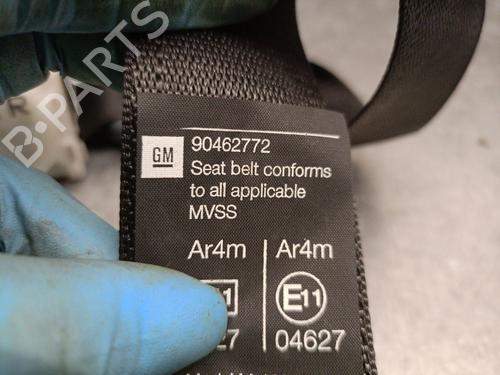 B-PARTS
GM
90462772
Seat belt conforms
to all applicable
MVSS
Ar4m Ar4m
E11
04627